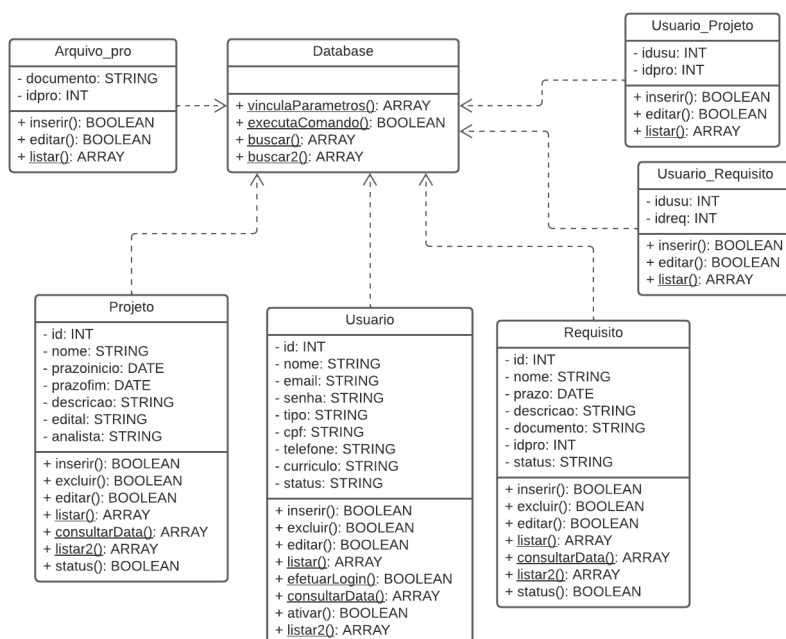 Arquivo_pro
- documento: STRING
- idpro: INT
+ inserir(): BOOLEAN
+ editar(): BOOLEAN
+ listar(): ARRAY
Database
+ vinculaParametros(): ARRAY
+ executaComando(): BOOLEAN
+ buscar(): ARRAY
+ buscar2(): ARRAY
Usuario_Projeto
- idusu: INT
- idpro: INT
+ inserir(): BOOLEAN
+ editar(): BOOLEAN
+ listar(): ARRAY
Usuario_Requisito
- idusu: INT
- idreq: INT
+ inserir(): BOOLEAN
+ editar(): BOOLEAN
+ listar(): ARRAY
Projeto
- id: INT
- nome: STRING
- prazoinicio: DATE
- prazofim: DATE
- descricao: STRING
- edital: STRING
- analista: STRING
+ inserir(): BOOLEAN
+ excluir(): BOOLEAN
+ editar(): BOOLEAN
+ listar(): ARRAY
+ consultarData(): ARRAY
+ listar2(): ARRAY
+ status(): BOOLEAN
Usuario
- id: INT
- nome: STRING
- email: STRING
- senha: STRING
- tipo: STRING
- cpf: STRING
- telefone: STRING
- curriculo: STRING
- status: STRING
+ inserir(): BOOLEAN
+ excluir(): BOOLEAN
+ editar(): BOOLEAN
+ listar(): ARRAY
+ efetuarLogin(): BOOLEAN
+ consultarData(): ARRAY
+ ativar(): BOOLEAN
+ listar2(): ARRAY
Requisito
- id: INT
- nome: STRING
- prazo: DATE
- descricao: STRING
- documento: STRING
- idpro: INT
- status: STRING
+ inserir(): BOOLEAN
+ excluir(): BOOLEAN
+ editar(): BOOLEAN
+ listar(): ARRAY
+ consultarData(): ARRAY
+ listar2(): ARRAY
+ status(): BOOLEAN